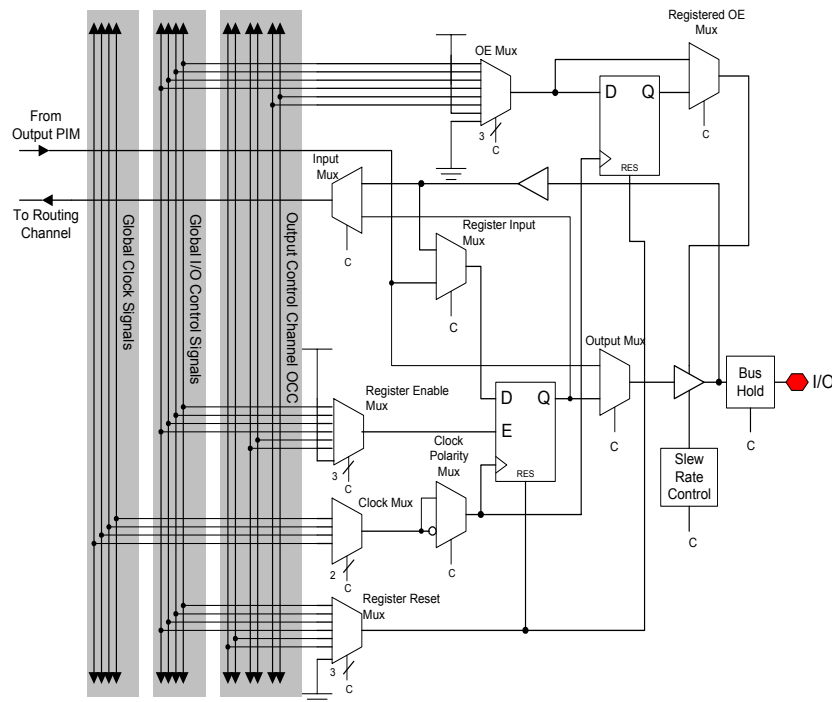 Registered OE
Mux
OE Mux
D
Q
RES
3
C
C
From
Output PIM
Input
Mux
To Routing
Channel
C
Register Input
Mux
C
Global Clock Signals
Global I/O Control Signals
Output Control Channel OCC
Output Mux
C
Bus
Hold
I/O
C
Slew
Rate
Control
C
Register Enable
Mux
3
C
D
Q
E
RES
Clock
Polarity
Mux
C
Clock Mux
2
C
Register Reset
Mux
3
C